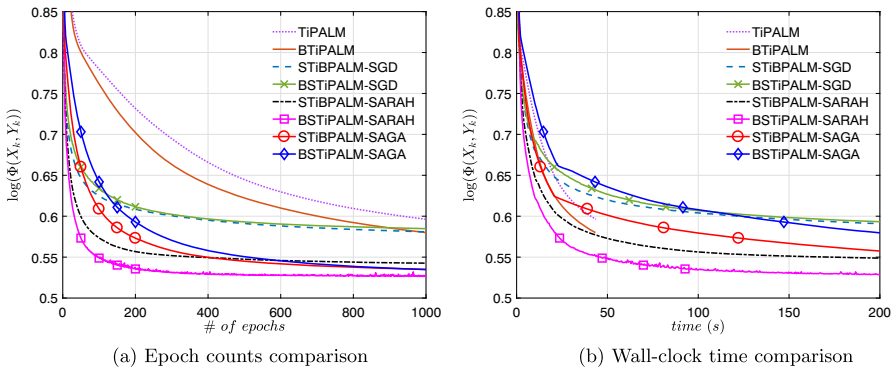 0.85
0.8
0.75
0.7
0.65
0.6
0.55
0.5
log(Φ(X_k, Y_k))
TiPALM
BTiPALM
STiBPALM-SGD
BSTiPALM-SGD
STiBPALM-SARAH
BSTiPALM-SARAH
STiBPALM-SAGA
BSTiPALM-SAGA
0 200 400 600 800 1000
# of epochs
(a) Epoch counts comparison
0.85
0.8
0.75
0.7
0.65
0.6
0.55
0.5
log(Φ(X_k, Y_k))
TiPALM
BTiPALM
STiBPALM-SGD
BSTiPALM-SGD
STiBPALM-SARAH
BSTiPALM-SARAH
STiBPALM-SAGA
BSTiPALM-SAGA
0 50 100 150 200
time (s)
(b) Wall-clock time comparison